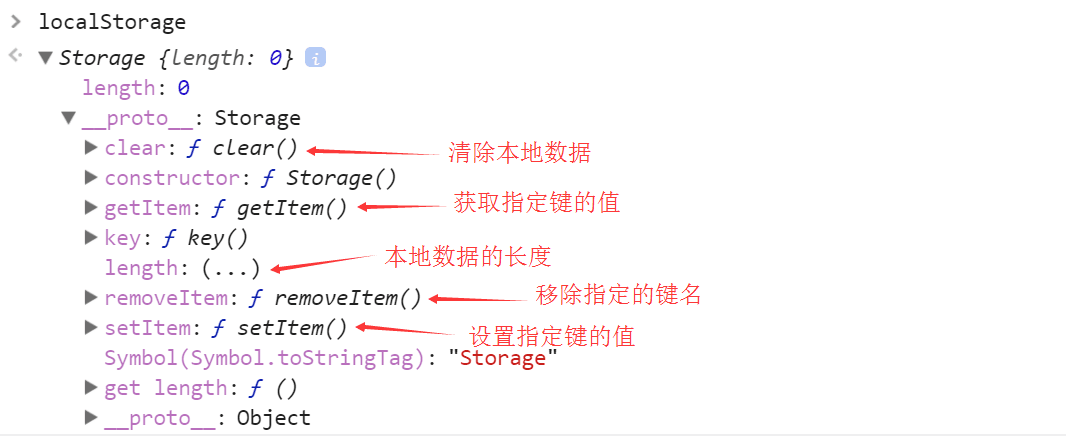 > localStorage
Storage {length: 0} i
length: 0
__proto__: Storage
clear: ƒ clear() 清除本地数据
constructor: ƒ Storage()
getItem: ƒ getItem() 获取指定键的值
key: ƒ key()
length: (...) 本地数据的长度
removeItem: ƒ removeItem() 移除指定的键名
setItem: ƒ setItem() 设置指定键的值
Symbol(Symbol.toStringTag): "Storage"
get length: ƒ ()
__proto__: Object